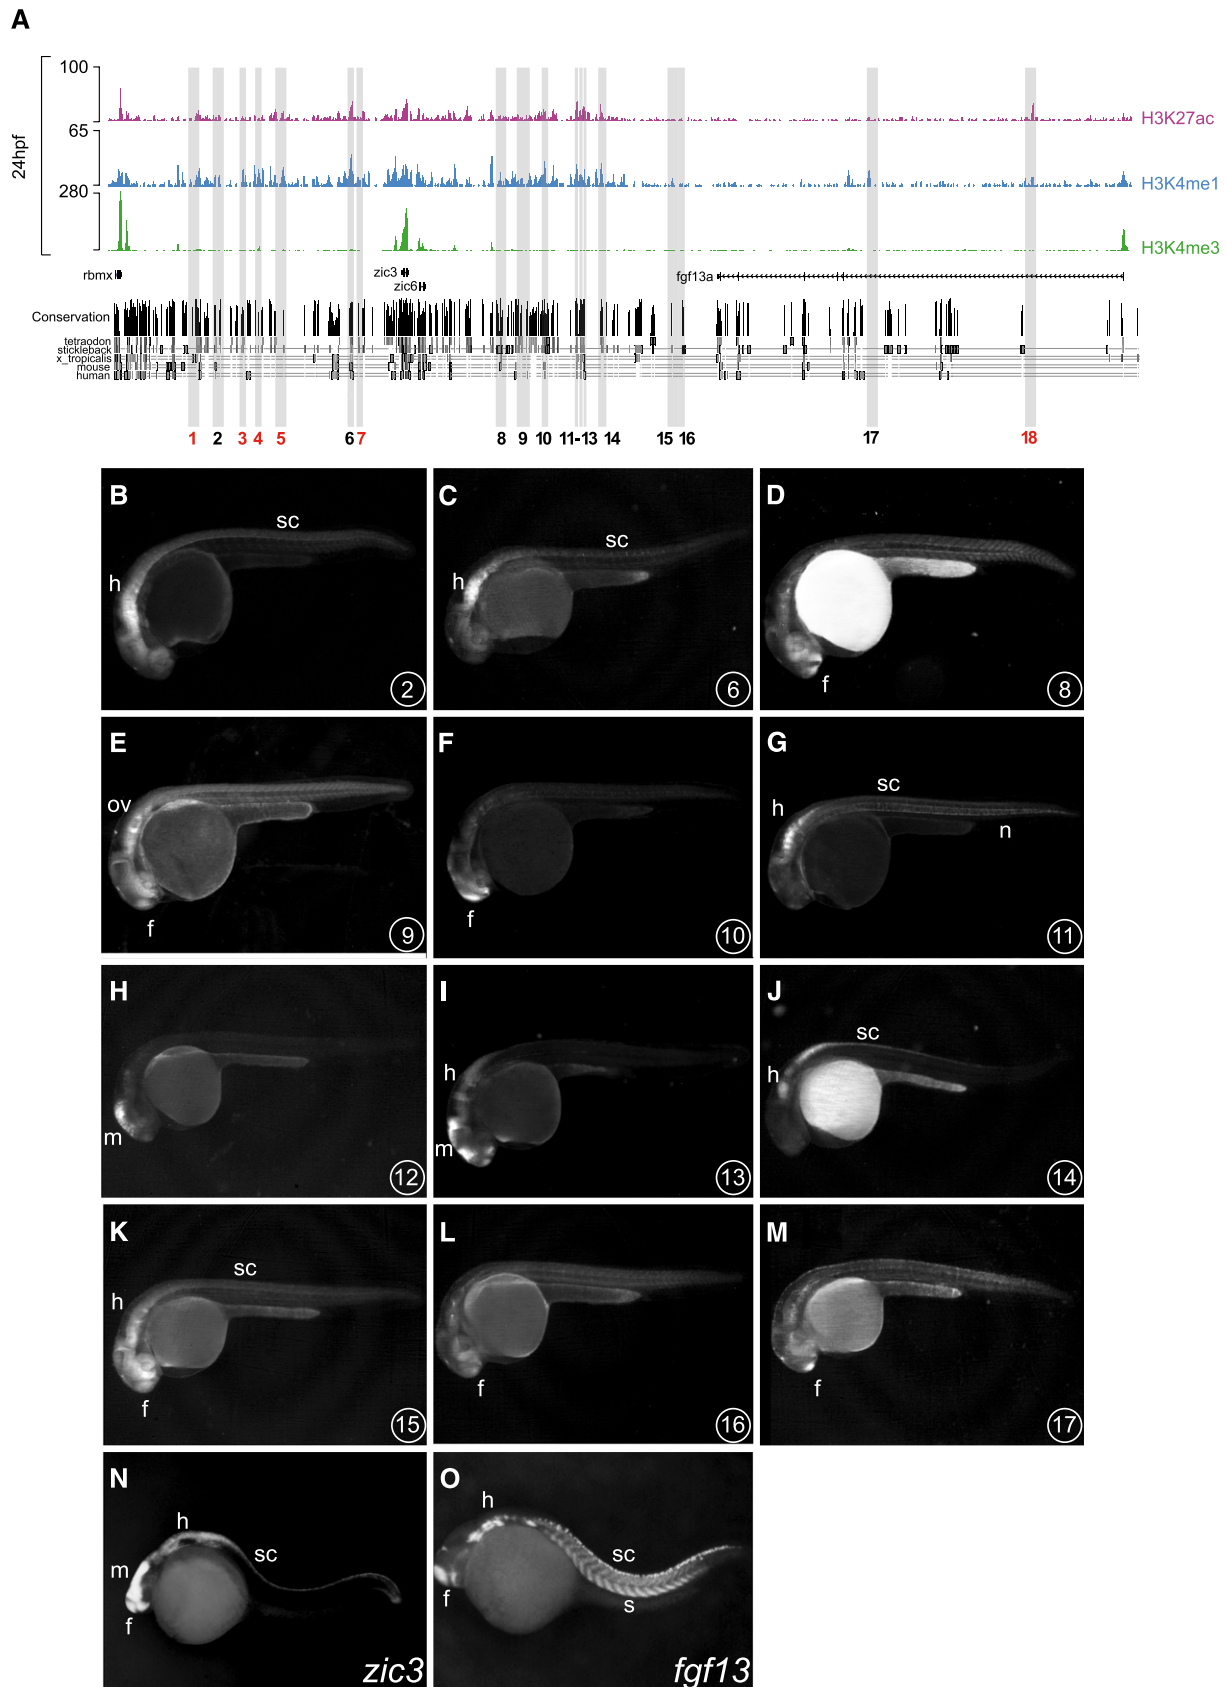 A
24hpf
100
H3K27ac
65
H3K4me1
280
H3K4me3
rbmx
zic3
zic6
fgf13a
Conservation
tetraodon
stickleback
x_tropicalis
mouse
human
1 2 3 4 5 6 7 8 9 10 11-13 14 15 16 17 18
B
sc
h
2
C
sc
h
6
D
f
8
E
ov
f
9
F
f
10
G
sc
h
n
11
H
m
12
I
h
m
13
J
sc
h
14
K
sc
h
f
15
L
f
16
M
f
17
N
h
sc
m
f
zic3
O
h
sc
s
f
fgf13